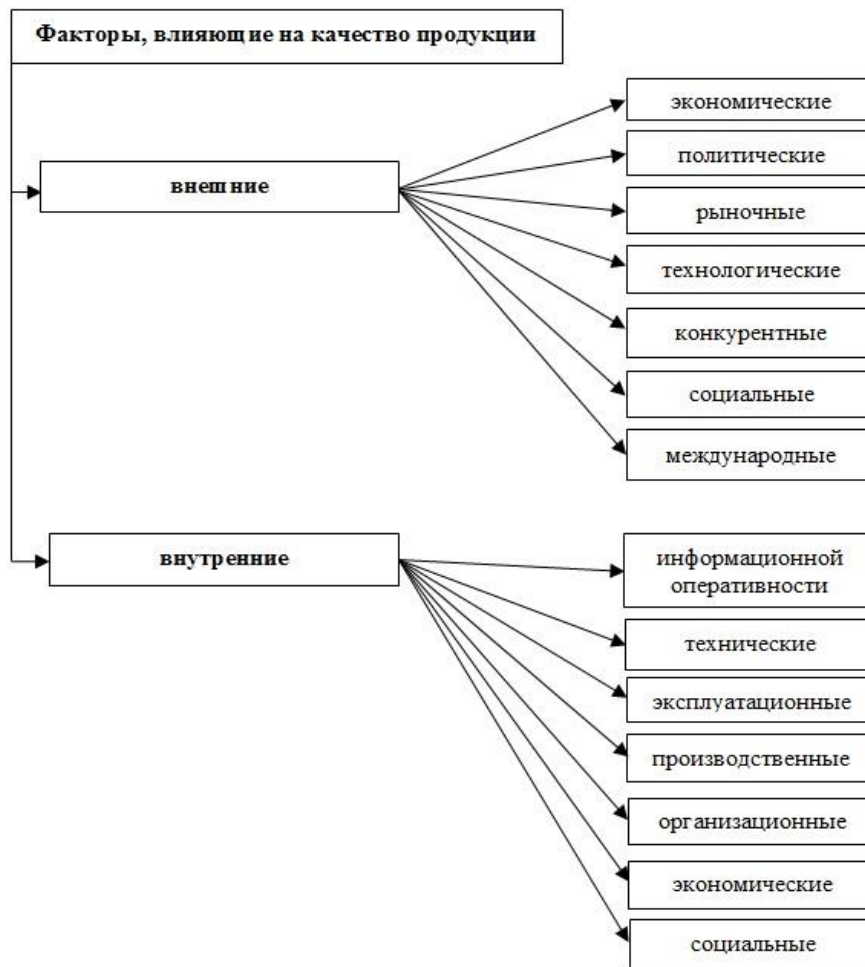 Факторы, влияющие на качество продукции
внешние
экономические
политические
рыночные
технологические
конкурентные
социальные
международные
внутренние
информационной
оперативности
технические
эксплуатационные
производственные
организационные
экономические
социальные